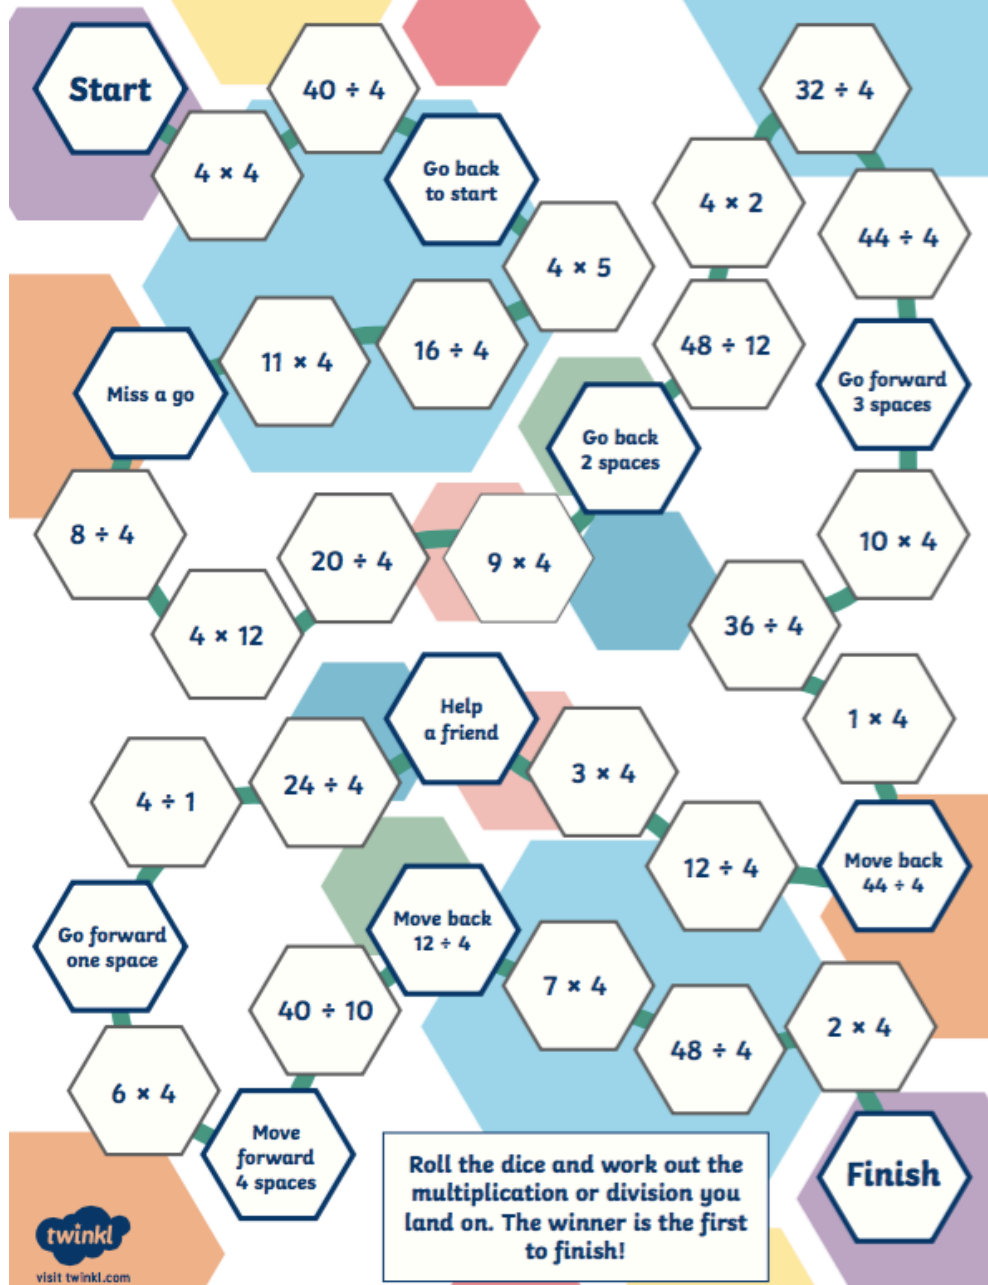 Start
4 × 4
40 ÷ 4
Go back
to start
4 × 5
16 ÷ 4
11 × 4
Miss a go
8 ÷ 4
4 × 12
20 ÷ 4
9 × 4
Go back
2 spaces
48 ÷ 12
4 × 2
32 ÷ 4
44 ÷ 4
Go forward
3 spaces
10 × 4
36 ÷ 4
1 × 4
Move back
44 ÷ 4
12 ÷ 4
3 × 4
Help
a friend
24 ÷ 4
4 ÷ 1
Go forward
one space
6 × 4
Move
forward
4 spaces
40 ÷ 10
Move back
12 ÷ 4
7 × 4
48 ÷ 4
2 × 4
Finish
Roll the dice and work out the
multiplication or division you
land on. The winner is the first
to finish!
twinkl
visit twinkl.com